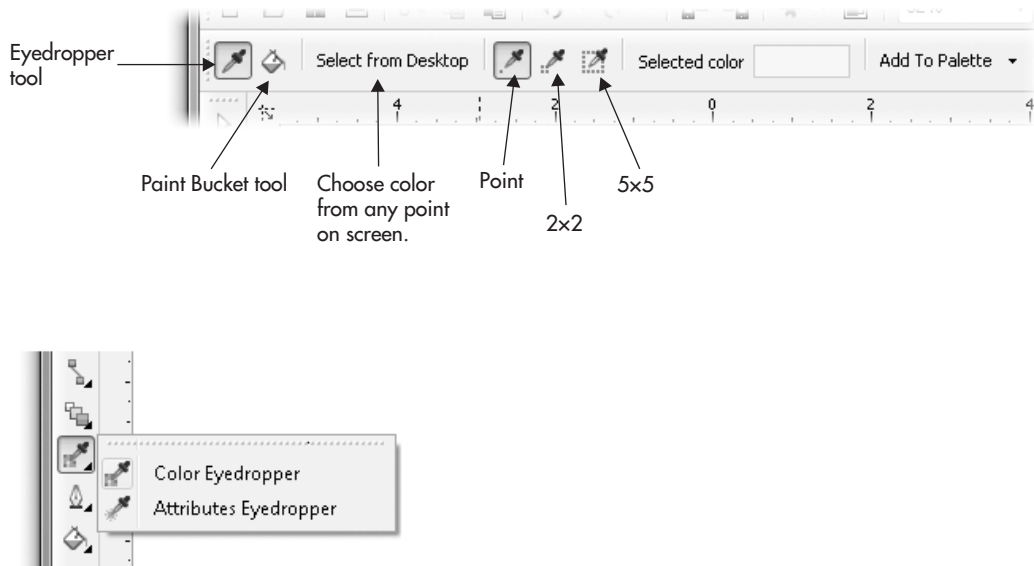 Eyedropper
tool
Select from Desktop
Selected color
Add To Palette
4 2 0 2 4
Paint Bucket tool
Choose color
from any point
on screen.
Point
2×2
5×5
Color Eyedropper
Attributes Eyedropper